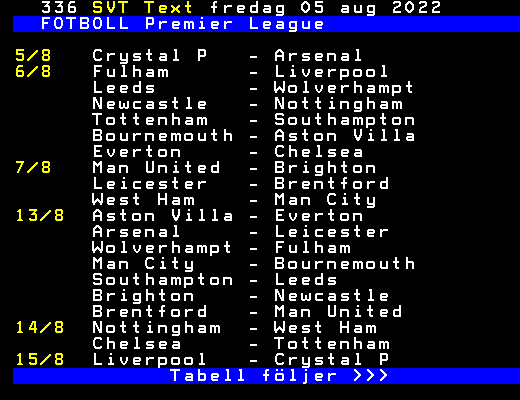 336 SVT Text fredag 05 aug 2022
FOTBOLL Premier League
5/8 Crystal P - Arsenal
6/8 Fulham - Liverpool
Leeds - Wolverhampt
Newcastle - Nottingham
Tottenham - Southampton
Bournemouth - Aston Villa
Everton - Chelsea
7/8 Man United - Brighton
Leicester - Brentford
West Ham - Man City
13/8 Aston Villa - Everton
Arsenal - Leicester
Wolverhampt - Fulham
Man City - Bournemouth
Southampton - Leeds
Brighton - Newcastle
Brentford - Man United
14/8 Nottingham - West Ham
Chelsea - Tottenham
15/8 Liverpool - Crystal P
Tabell följer >>>